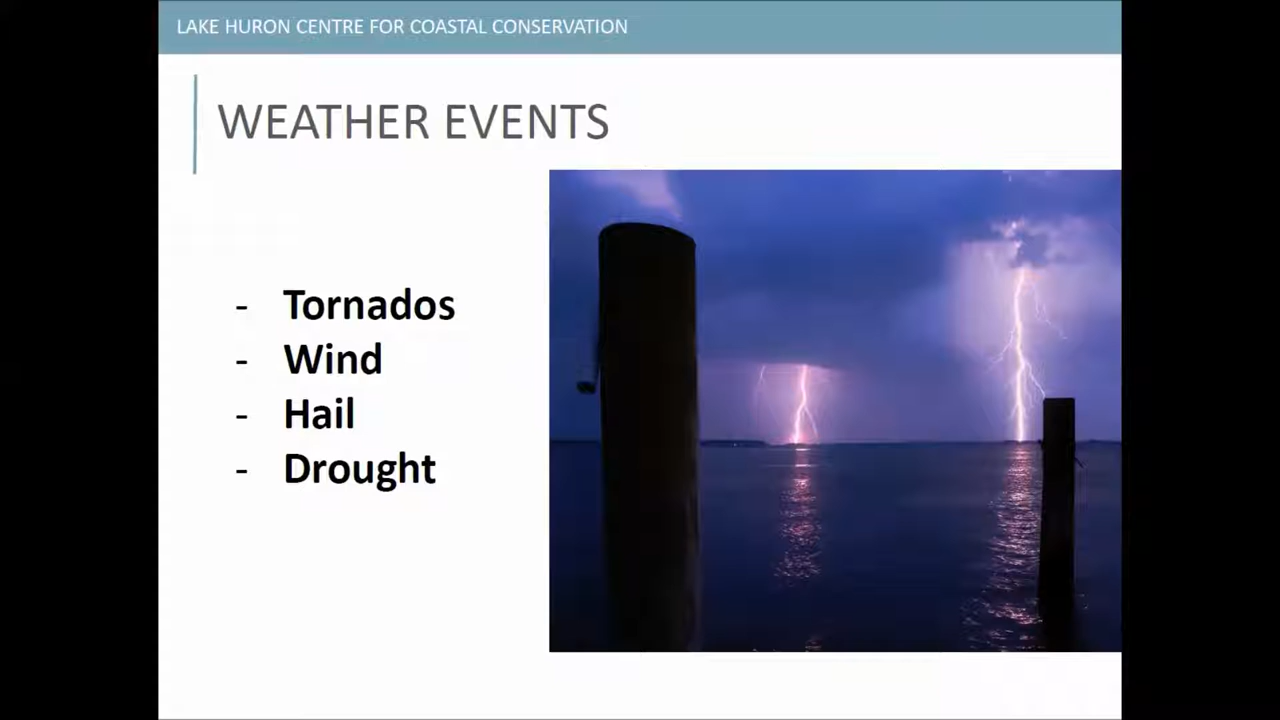 LAKE HURON CENTRE FOR COASTAL CONSERVATION
WEATHER EVENTS
- Tornados
- Wind
- Hail
- Drought